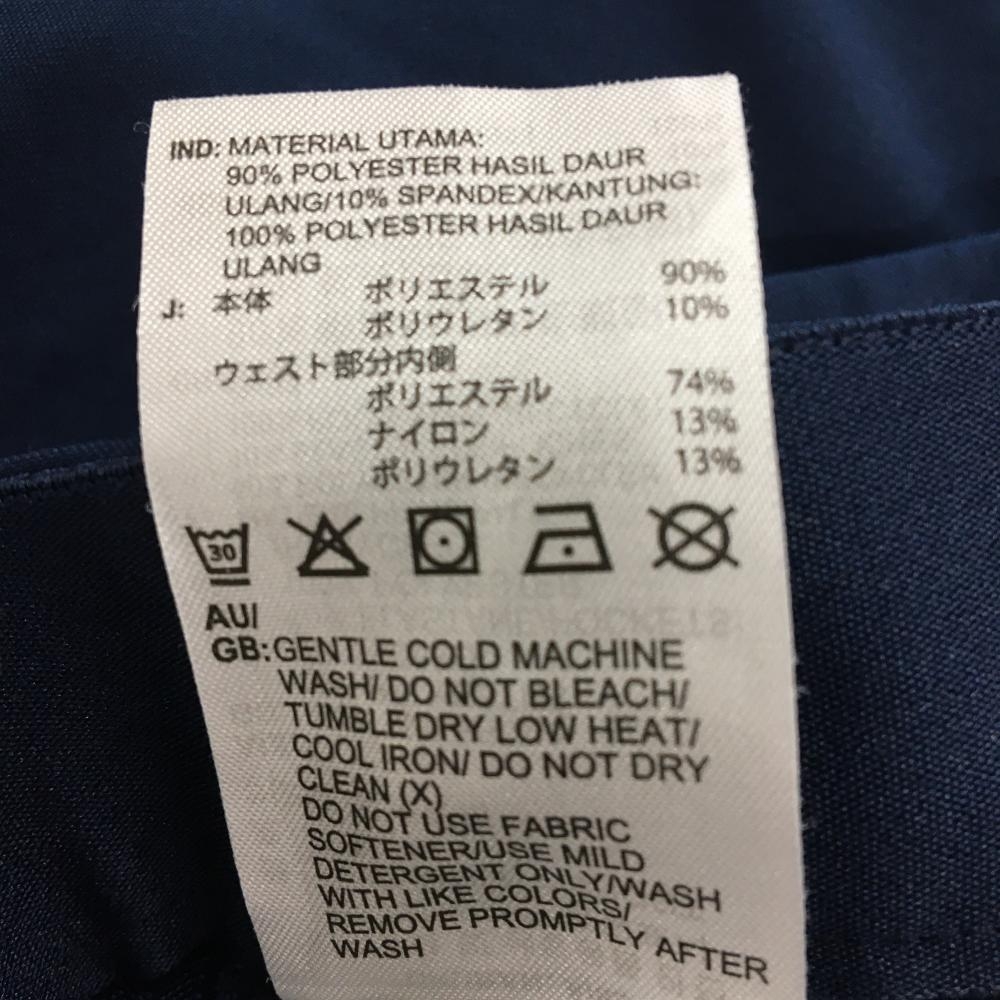 IND: MATERIAL UTAMA:
90% POLYESTER HASIL DAUR
ULANG/10% SPANDEX/KANTUNG:
100% POLYESTER HASIL DAUR
ULANG
J: 本体 ポリエステル 90%
ポリウレタン 10%
ウェスト部分内側
ポリエステル 74%
ナイロン 13%
ポリウレタン 13%
30
AU/
GB: GENTLE COLD MACHINE
WASH/ DO NOT BLEACH/
TUMBLE DRY LOW HEAT/
COOL IRON/ DO NOT DRY
CLEAN (X)
DO NOT USE FABRIC
SOFTENER/USE MILD
DETERGENT ONLY/WASH
WITH LIKE COLORS/
REMOVE PROMPTLY AFTER
WASH